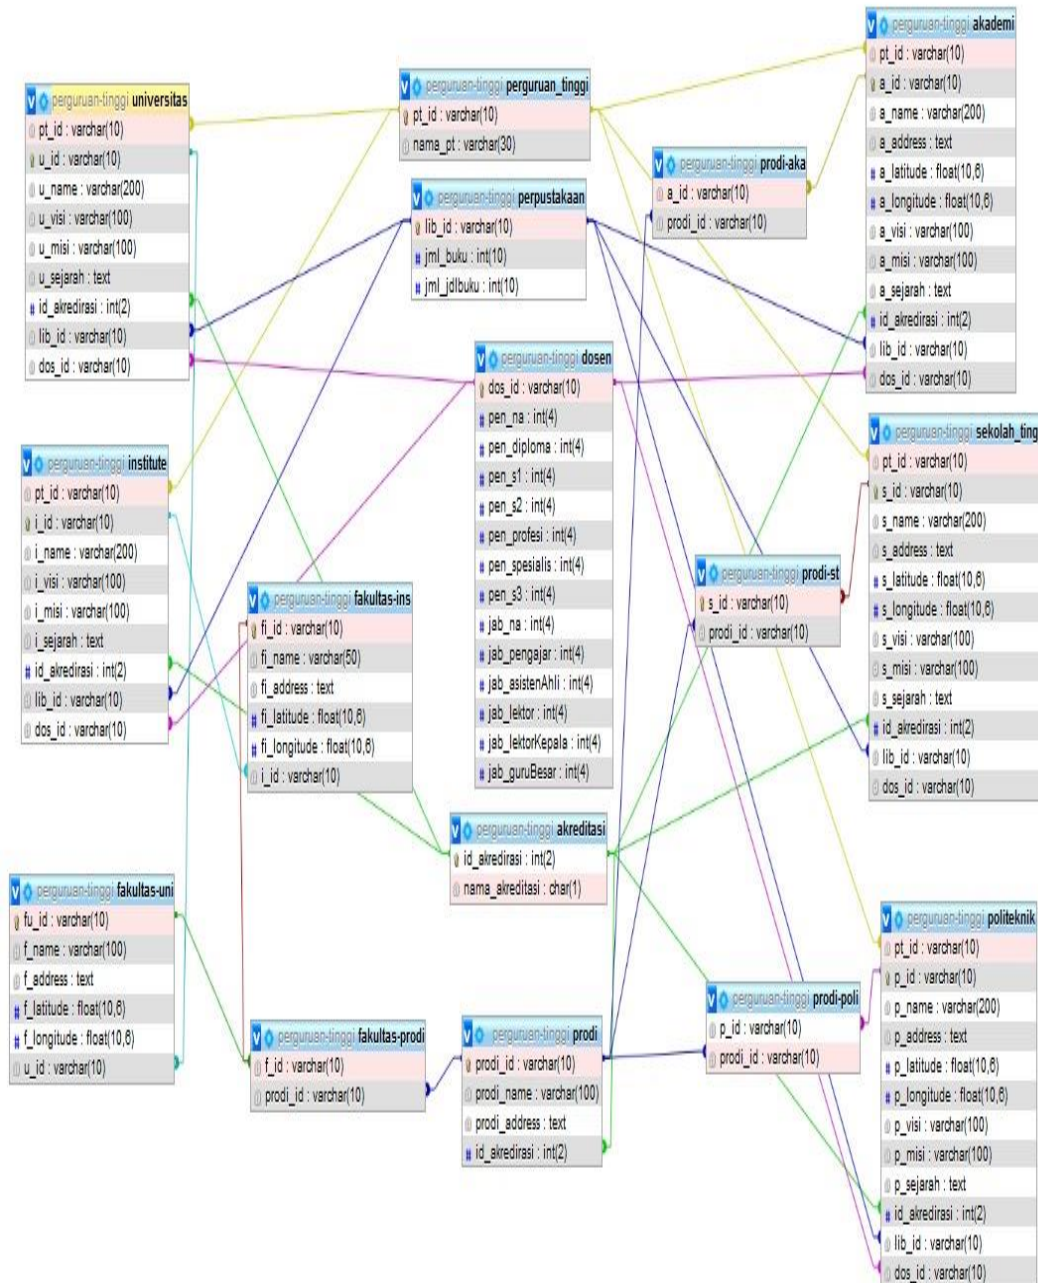 perguruan-tinggi universitas
pt_id : varchar(10)
u_id : varchar(10)
u_name : varchar(200)
u_visi : varchar(100)
u_misi : varchar(100)
u_sejarah : text
id_akredirasi : int(2)
lib_id : varchar(10)
dos_id : varchar(10)
perguruan-tinggi perguruan_tinggi
pt_id : varchar(10)
nama_pt : varchar(30)
perguruan-tinggi perpustakaan
lib_id : varchar(10)
jml_buku : int(10)
jml_jdlbuku : int(10)
perguruan-tinggi prodi-aka
a_id : varchar(10)
prodi_id : varchar(10)
perguruan-tinggi akademi
pt_id : varchar(10)
a_id : varchar(10)
a_name : varchar(200)
a_address : text
a_latitude : float(10,6)
a_longitude : float(10,6)
a_visi : varchar(100)
a_misi : varchar(100)
a_sejarah : text
id_akredirasi : int(2)
lib_id : varchar(10)
dos_id : varchar(10)
perguruan-tinggi dosen
dos_id : varchar(10)
pen_na : int(4)
pen_diploma : int(4)
pen_s1 : int(4)
pen_s2 : int(4)
pen_profesi : int(4)
pen_spesialis : int(4)
pen_s3 : int(4)
jab_na : int(4)
jab_pengajar : int(4)
jab_asistenAhli : int(4)
jab_lektor : int(4)
jab_lektorKepala : int(4)
jab_guruBesar : int(4)
perguruan-tinggi institute
pt_id : varchar(10)
i_id : varchar(10)
i_name : varchar(200)
i_visi : varchar(100)
i_misi : varchar(100)
i_sejarah : text
id_akredirasi : int(2)
lib_id : varchar(10)
dos_id : varchar(10)
perguruan-tinggi fakultas-ins
fi_id : varchar(10)
fi_name : varchar(50)
fi_address : text
fi_latitude : float(10,6)
fi_longitude : float(10,6)
i_id : varchar(10)
perguruan-tinggi prodi-st
s_id : varchar(10)
prodi_id : varchar(10)
perguruan-tinggi sekolah_ting
pt_id : varchar(10)
s_id : varchar(10)
s_name : varchar(200)
s_address : text
s_latitude : float(10,6)
s_longitude : float(10,6)
s_visi : varchar(100)
s_misi : varchar(100)
s_sejarah : text
id_akredirasi : int(2)
lib_id : varchar(10)
dos_id : varchar(10)
perguruan-tinggi akreditasi
id_akredirasi : int(2)
nama_akreditasi : char(1)
perguruan-tinggi fakultas-uni
fu_id : varchar(10)
f_name : varchar(100)
f_address : text
f_latitude : float(10,6)
f_longitude : float(10,6)
u_id : varchar(10)
perguruan-tinggi fakultas-prodi
f_id : varchar(10)
prodi_id : varchar(10)
perguruan-tinggi prodi
prodi_id : varchar(10)
prodi_name : varchar(100)
prodi_address : text
id_akredirasi : int(2)
perguruan-tinggi prodi-poli
p_id : varchar(10)
prodi_id : varchar(10)
perguruan-tinggi politeknik
pt_id : varchar(10)
p_id : varchar(10)
p_name : varchar(200)
p_address : text
p_latitude : float(10,6)
p_longitude : float(10,6)
p_visi : varchar(100)
p_misi : varchar(100)
p_sejarah : text
id_akredirasi : int(2)
lib_id : varchar(10)
dos_id : varchar(10)